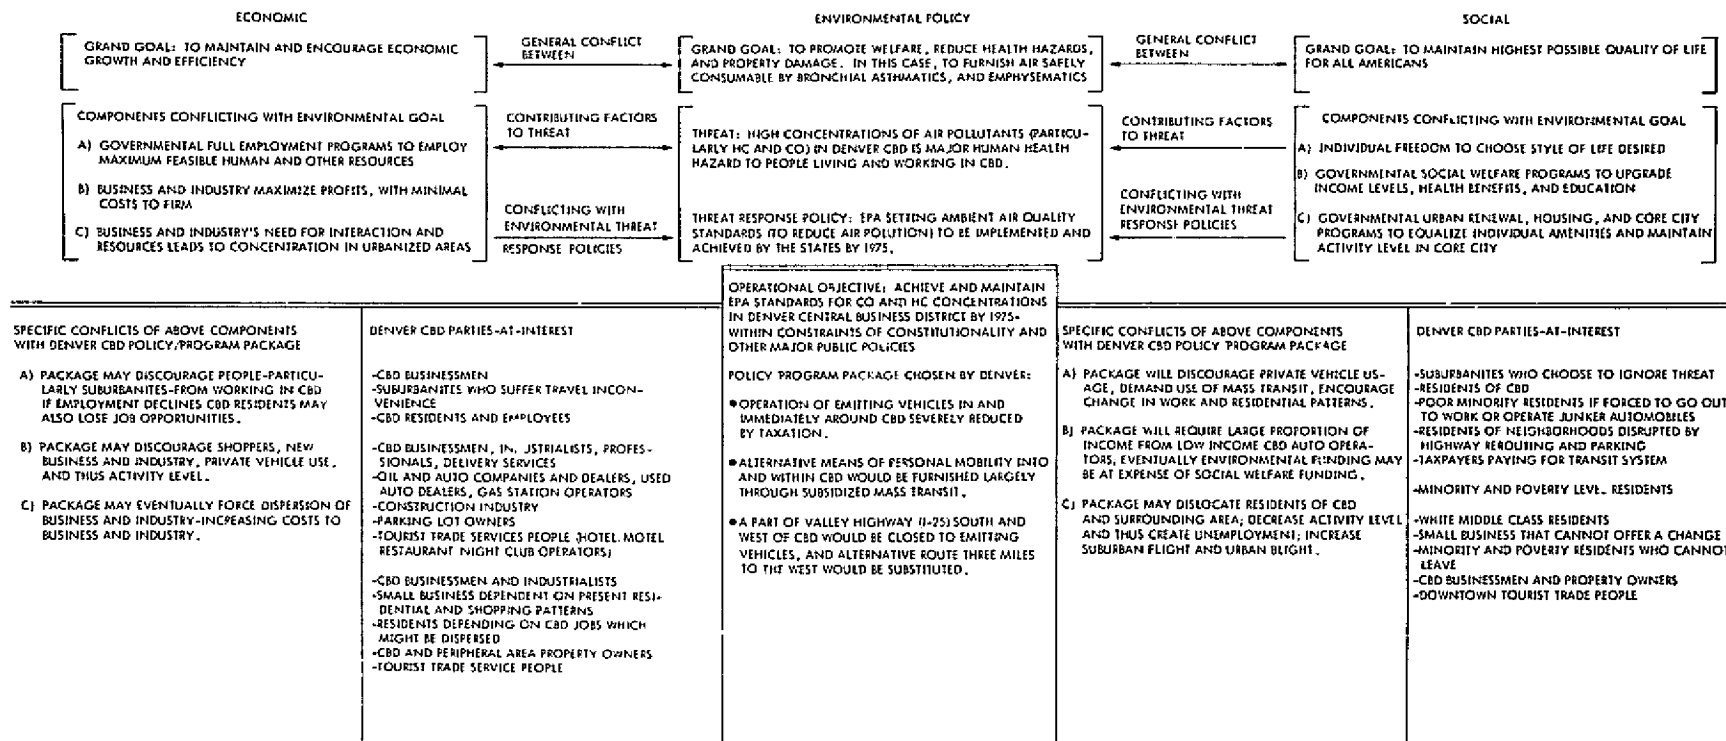 ECONOMIC
GRAND GOAL: TO MAINTAIN AND ENCOURAGE ECONOMIC
GROWTH AND EFFICIENCY
GENERAL CONFLICT
BETWEEN
ENVIRONMENTAL POLICY
GRAND GOAL: TO PROMOTE WELFARE, REDUCE HEALTH HAZARDS,
AND PROPERTY DAMAGE. IN THIS CASE, TO FURNISH AIR SAFELY
CONSUMABLE BY BRONCHIAL ASTHMATICS, AND EMPHYSEMATICS
GENERAL CONFLICT
BETWEEN
SOCIAL
GRAND GOAL: TO MAINTAIN HIGHEST POSSIBLE QUALITY OF LIFE
FOR ALL AMERICANS
COMPONENTS CONFLICTING WITH ENVIRONMENTAL GOAL
A) GOVERNMENTAL FULL EMPLOYMENT PROGRAMS TO EMPLOY
MAXIMUM FEASIBLE HUMAN AND OTHER RESOURCES
B) BUSINESS AND INDUSTRY MAXIMIZE PROFITS, WITH MINIMAL
COSTS TO FIRM
C) BUSINESS AND INDUSTRY'S NEED FOR INTERACTION AND
RESOURCES LEADS TO CONCENTRATION IN URBANIZED AREAS
CONTRIBUTING FACTORS
TO THREAT
CONFLICTING WITH
ENVIRONMENTAL THREAT
RESPONSE POLICIES
THREAT: HIGH CONCENTRATIONS OF AIR POLLUTANTS (PARTICU-
LARLY HC AND CO) IN DENVER CBD IS MAJOR HUMAN HEALTH
HAZARD TO PEOPLE LIVING AND WORKING IN CBD.
THREAT RESPONSE POLICY: EPA SETTING AMBIENT AIR QUALITY
STANDARDS (TO REDUCE AIR POLUTION) TO BE IMPLEMENTED AND
ACHIEVED BY THE STATES BY 1975.
CONTRIBUTING FACTORS
TO THREAT
CONFLICTING WITH
ENVIRONMENTAL THREAT
RESPONSE POLICIES
COMPONENTS CONFLICTING WITH ENVIRONMENTAL GOAL
A) INDIVIDUAL FREEDOM TO CHOOSE STYLE OF LIFE DESIRED
B) GOVERNMENTAL SOCIAL WELFARE PROGRAMS TO UPGRADE
INCOME LEVELS, HEALTH BENEFITS, AND EDUCATION
C) GOVERNMENTAL URBAN RENEWAL, HOUSING, AND CORE CITY
PROGRAMS TO EQUALIZE INDIVIDUAL AMENITIES AND MAINTAIN
ACTIVITY LEVEL IN CORE CITY
SPECIFIC CONFLICTS OF ABOVE COMPONENTS
WITH DENVER CBD POLICY/PROGRAM PACKAGE
A) PACKAGE MAY DISCOURAGE PEOPLE-PARTICU-
LARLY SUBURBANITES-FROM WORKING IN CBD
IF EMPLOYMENT DECLINES CBD RESIDENTS MAY
ALSO LOSE JOB OPPORTUNITIES.
B) PACKAGE MAY DISCOURAGE SHOPPERS, NEW
BUSINESS AND INDUSTRY, PRIVATE VEHICLE USE,
AND THUS ACTIVITY LEVEL.
C) PACKAGE MAY EVENTUALLY FORCE DISPERSION OF
BUSINESS AND INDUSTRY-INCREASING COSTS TO
BUSINESS AND INDUSTRY.
DENVER CBD PARTIES-AT-INTEREST
-CBD BUSINESSMEN
-SUBURBANITES WHO SUFFER TRAVEL INCON-
VENIENCE
-CBD RESIDENTS AND EMPLOYEES
-CBD BUSINESSMEN, IN. JSTRIALISTS, PROFES-
SIONALS, DELIVERY SERVICES
-OIL AND AUTO COMPANIES AND DEALERS, USED
AUTO DEALERS, GAS STATION OPERATORS
-CONSTRUCTION INDUSTRY
-PARKING LOT OWNERS
-TOURIST TRADE SERVICES PEOPLE (HOTEL, MOTEL
RESTAURANT NIGHT CLUB OPERATORS)
-CBD BUSINESSMEN AND INDUSTRIALISTS
-SMALL BUSINESS DEPENDENT ON PRESENT RESI-
DENTIAL AND SHOPPING PATTERNS
-RESIDENTS DEPENDING ON CBD JOBS WHICH
MIGHT BE DISPERSED
-CBD AND PERIPHERAL AREA PROPERTY OWNERS
-TOURIST TRADE SERVICE PEOPLE
OPERATIONAL OBJECTIVE: ACHIEVE AND MAINTAIN
EPA STANDARDS FOR CO AND HC CONCENTRATIONS
IN DENVER CENTRAL BUSINESS DISTRICT BY 1975-
WITHIN CONSTRAINTS OF CONSTITUTIONALITY AND
OTHER MAJOR PUBLIC POLICIES
POLICY PROGRAM PACKAGE CHOSEN BY DENVER:
•OPERATION OF EMITTING VEHICLES IN AND
IMMEDIATELY AROUND CBD SEVERELY REDUCED
BY TAXATION.
•ALTERNATIVE MEANS OF PERSONAL MOBILITY INTO
AND WITHIN CBD WOULD BE FURNISHED LARGELY
THROUGH SUBSIDIZED MASS TRANSIT.
•A PART OF VALLEY HIGHWAY (I-25) SOUTH AND
WEST OF CBD WOULD BE CLOSED TO EMITTING
VEHICLES, AND ALTERNATIVE ROUTE THREE MILES
TO THE WEST WOULD BE SUBSTITUTED.
SPECIFIC CONFLICTS OF ABOVE COMPONENTS
WITH DENVER CBD POLICY PROGRAM PACKAGE
A) PACKAGE WILL DISCOURAGE PRIVATE VEHICLE US-
AGE, DEMAND USE OF MASS TRANSIT, ENCOURAGE
CHANGE IN WORK AND RESIDENTIAL PATTERNS.
B) PACKAGE WILL REQUIRE LARGE PROPORTION OF
INCOME FROM LOW INCOME CBD AUTO OPERA-
TORS, EVENTUALLY ENVIRONMENTAL FUNDING MAY
BE AT EXPENSE OF SOCIAL WELFARE FUNDING.
C) PACKAGE MAY DISLOCATE RESIDENTS OF CBD
AND SURROUNDING AREA; DECREASE ACTIVITY LEVEL
AND THUS CREATE UNEMPLOYMENT; INCREASE
SUBURBAN FLIGHT AND URBAN BLIGHT.
DENVER CBD PARTIES-AT-INTEREST
-SUBURBANITES WHO CHOOSE TO IGNORE THREAT
-RESIDENTS OF CBD
-POOR MINORITY RESIDENTS IF FORCED TO GO OUT
TO WORK OR OPERATE JUNKER AUTOMOBILES
-RESIDENTS OF NEIGHBORHOODS DISRUPTED BY
HIGHWAY REROUTING AND PARKING
-TAXPAYERS PAYING FOR TRANSIT SYSTEM
-MINORITY AND POVERTY LEVEL RESIDENTS
-WHITE MIDDLE CLASS RESIDENTS
-SMALL BUSINESS THAT CANNOT OFFER A CHANGE
-MINORITY AND POVERTY RESIDENTS WHO CANNOT
LEAVE
-CBD BUSINESSMEN AND PROPERTY OWNERS
-DOWNTOWN TOURIST TRADE PEOPLE